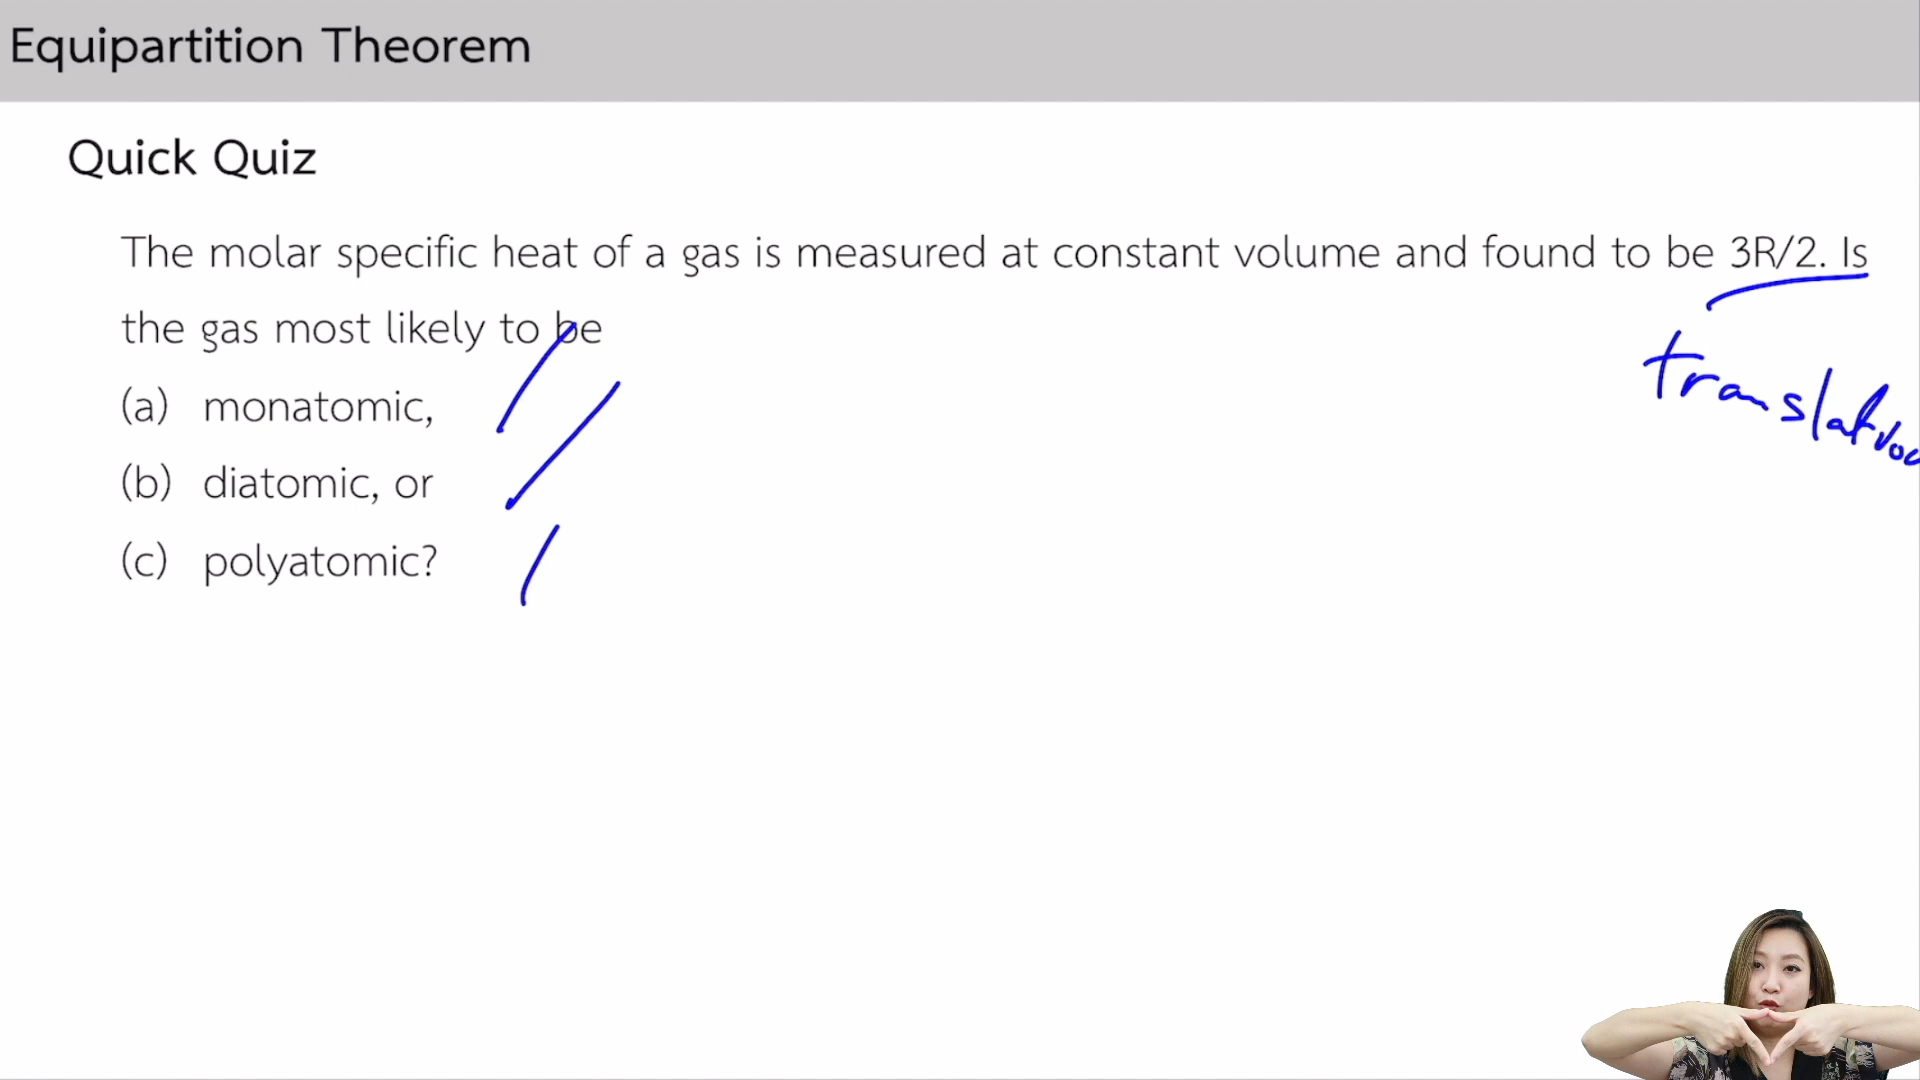 Equipartition Theorem
Quick Quiz
The molar specific heat of a gas is measured at constant volume and found to be 3R/2. Is
the gas most likely to be
(a) monatomic,
(b) diatomic, or
(c) polyatomic?